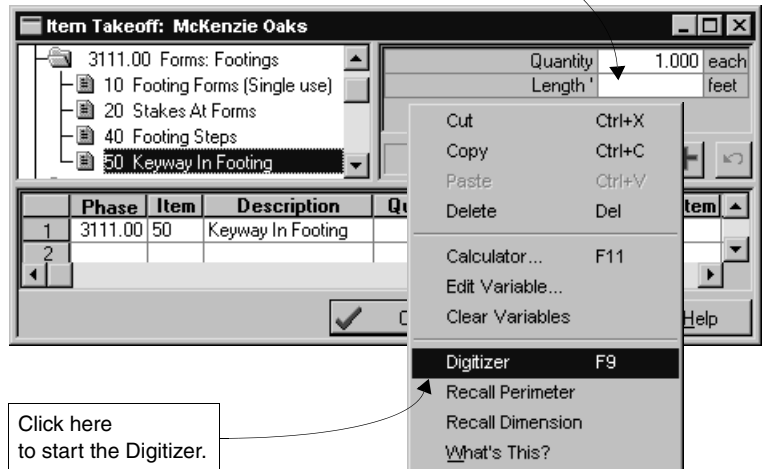 Item Takeoff: McKenzie Oaks
3111.00 Forms: Footings
10 Footing Forms (Single use)
20 Stakes At Forms
40 Footing Steps
50 Keyway In Footing
Quantity 1.000 each
Length ' feet
Phase Item Description Qu tem
1 3111.00 50 Keyway In Footing
2
Help
Cut Ctrl+X
Copy Ctrl+C
Paste Ctrl+V
Delete Del
Calculator... F11
Edit Variable...
Clear Variables
Digitizer F9
Recall Perimeter
Recall Dimension
What's This?
Click here
to start the Digitizer.